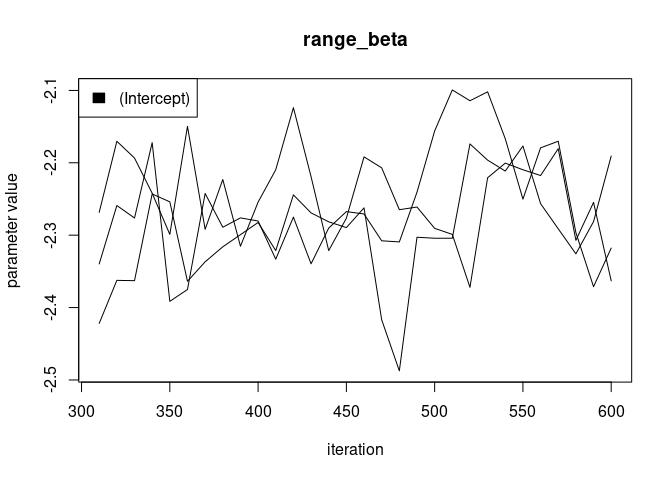 range_beta
(Intercept)
parameter value
-2.1
-2.2
-2.3
-2.4
-2.5
300 350 400 450 500 550 600
iteration